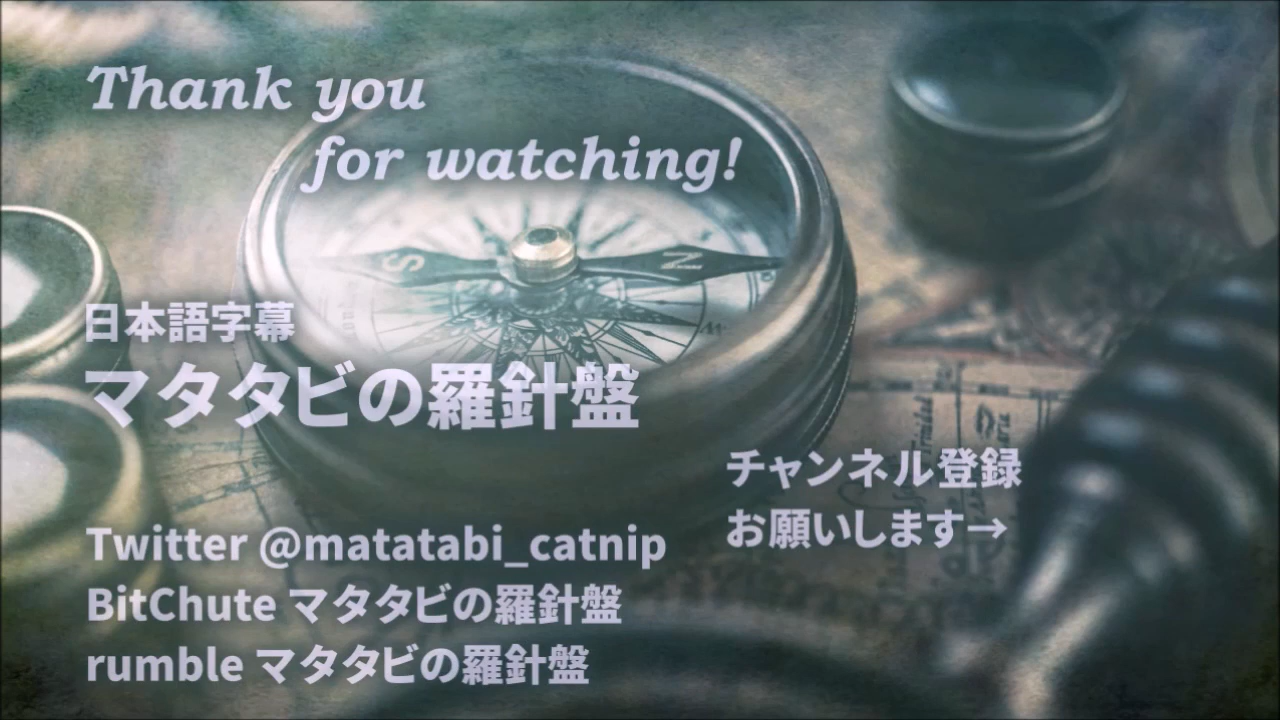 Thank you
for watching!
S
N
日本語字幕
マタタビの羅針盤
チャンネル登録
お願いします→
Twitter @matatabi_catnip
BitChute マタタビの羅針盤
rumble マタタビの羅針盤